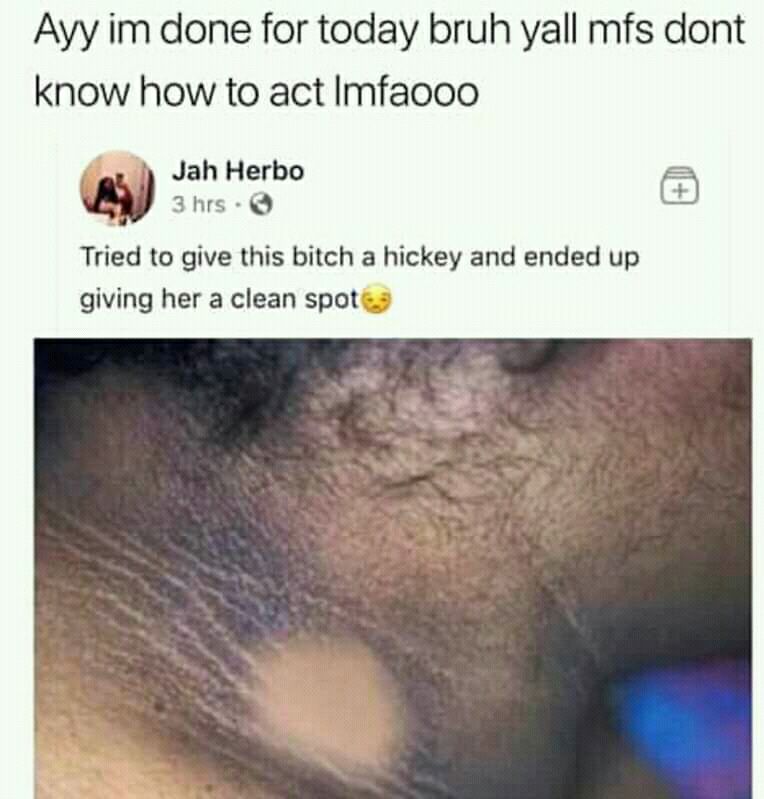 Ayy im done for today bruh yall mfs dont
know how to act lmfaooo
Jah Herbo
3 hrs ·
Tried to give this bitch a hickey and ended up
giving her a clean spot😒